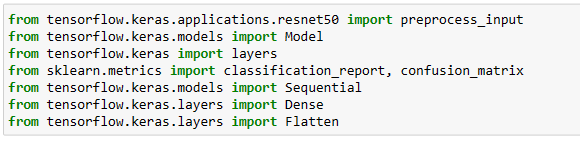 from tensorflow.keras.applications.resnet50 import preprocess_input
from tensorflow.keras.models import Model
from tensorflow.keras import layers
from sklearn.metrics import classification_report, confusion_matrix
from tensorflow.keras.models import Sequential
from tensorflow.keras.layers import Dense
from tensorflow.keras.layers import Flatten